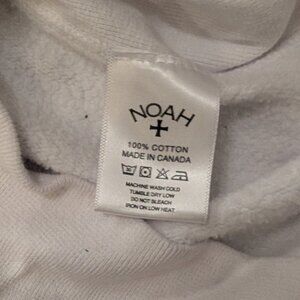 NOAH
100% COTTON
MADE IN CANADA
MACHINE WASH COLD
TUMBLE DRY LOW
DO NOT BLEACH
IRON ON LOW HEAT